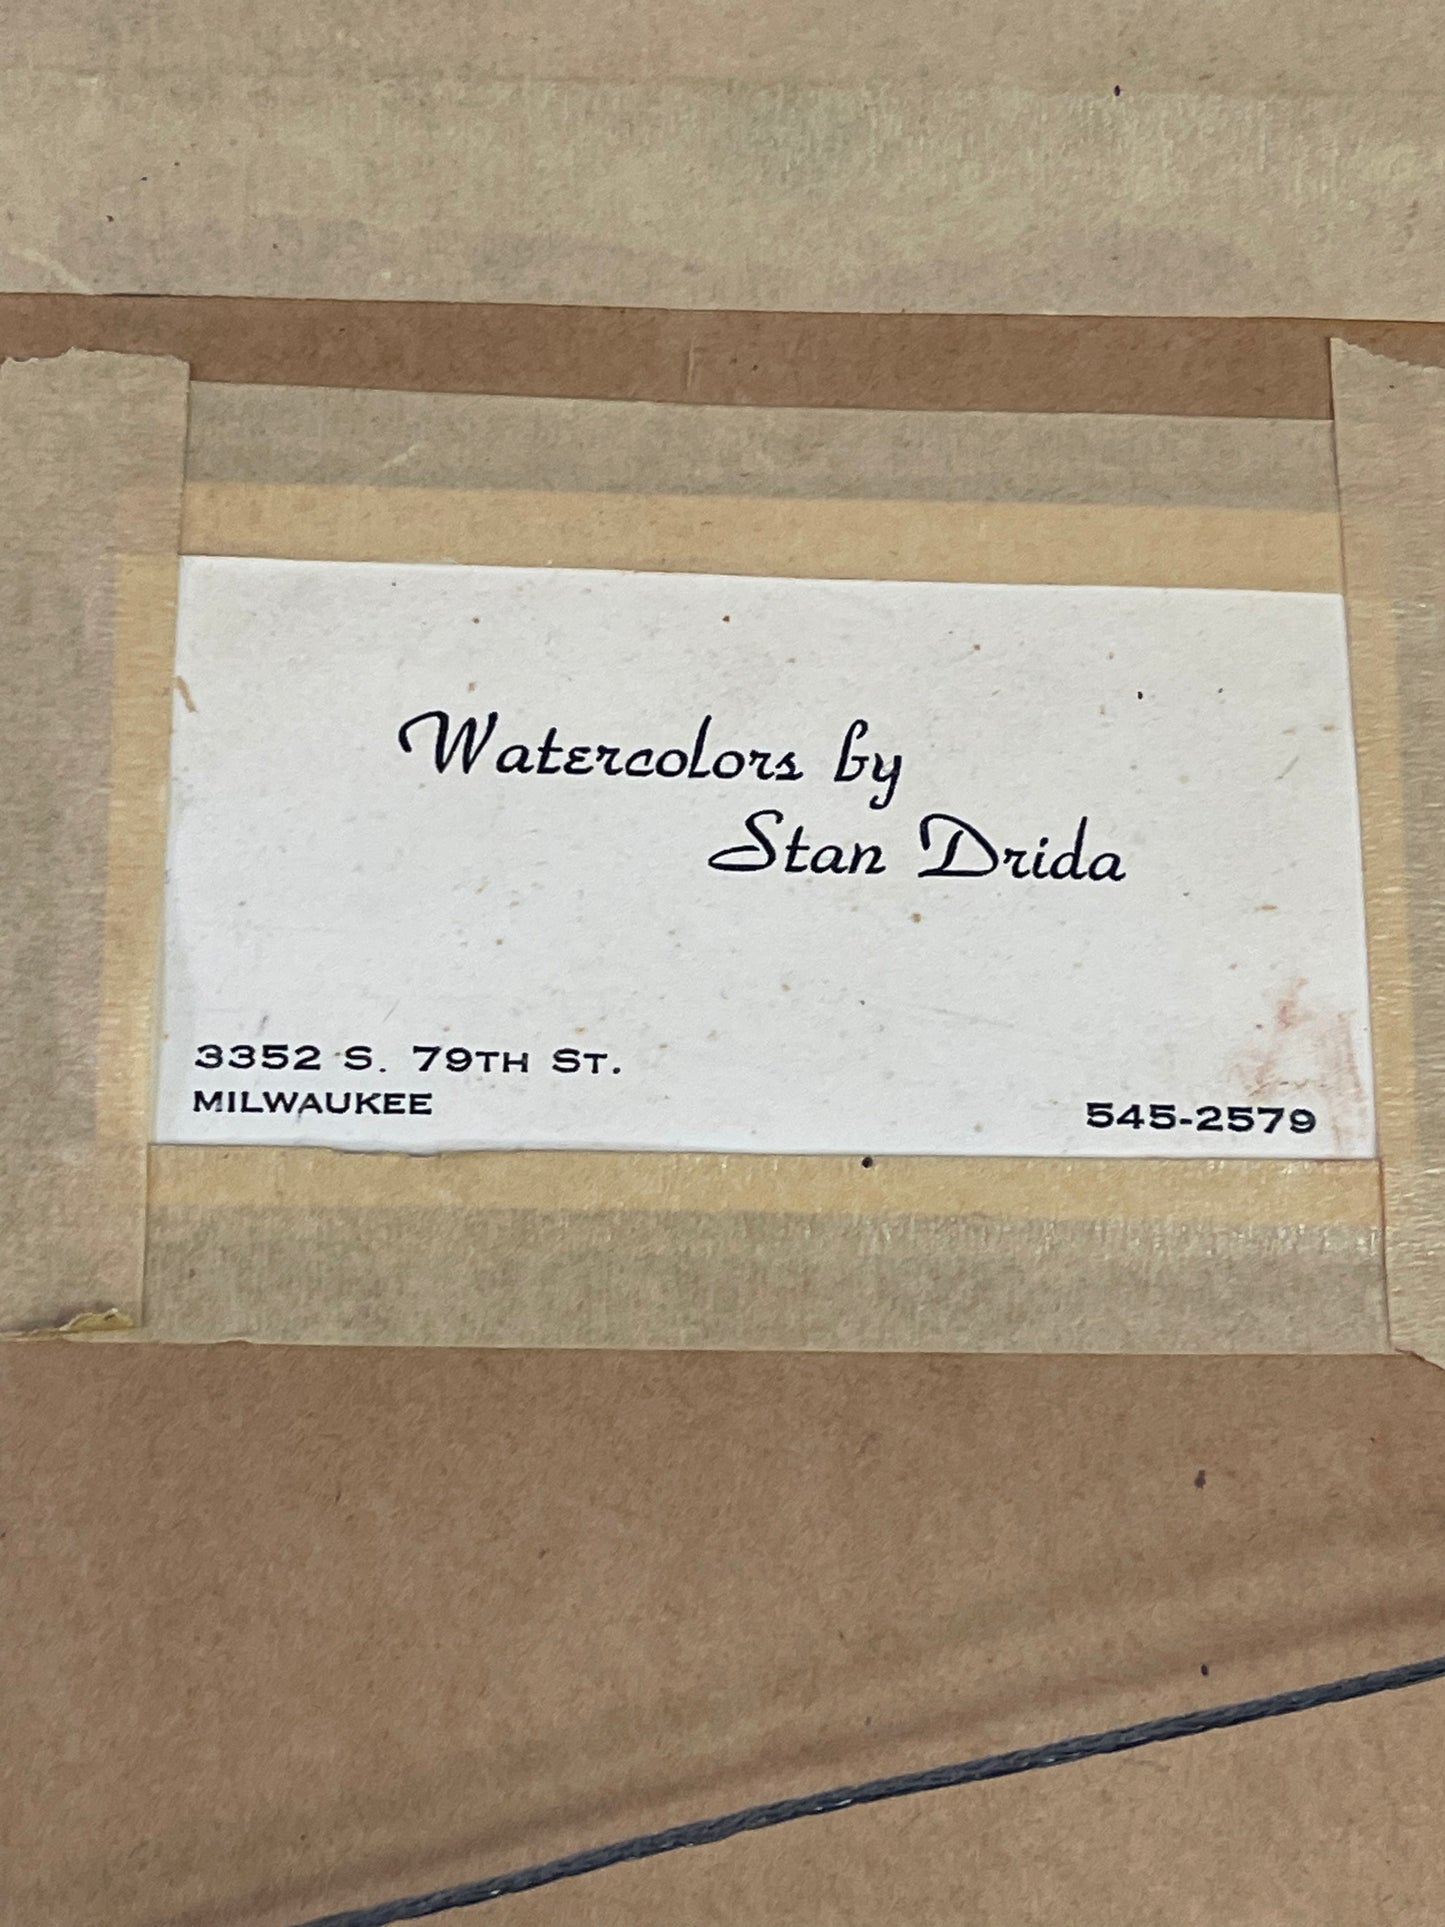 Watercolors by
Stan Drida
3352 S. 79TH ST.
MILWAUKEE
545-2579